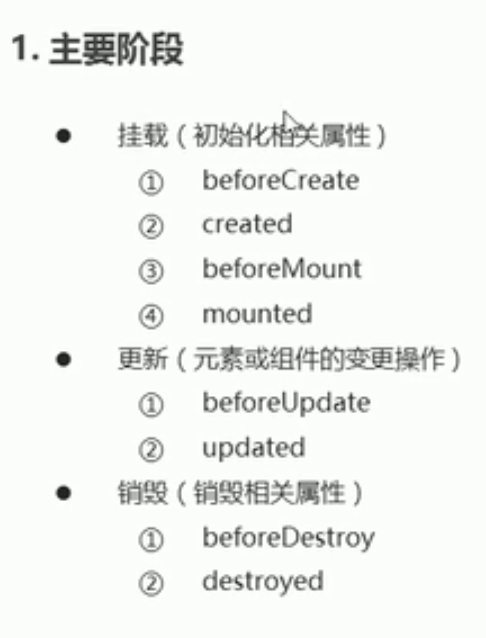 1. 主要阶段
● 挂载（初始化相关属性）
① beforeCreate
② created
③ beforeMount
④ mounted
● 更新（元素或组件的变更操作）
① beforeUpdate
② updated
● 销毁（销毁相关属性）
① beforeDestroy
② destroyed